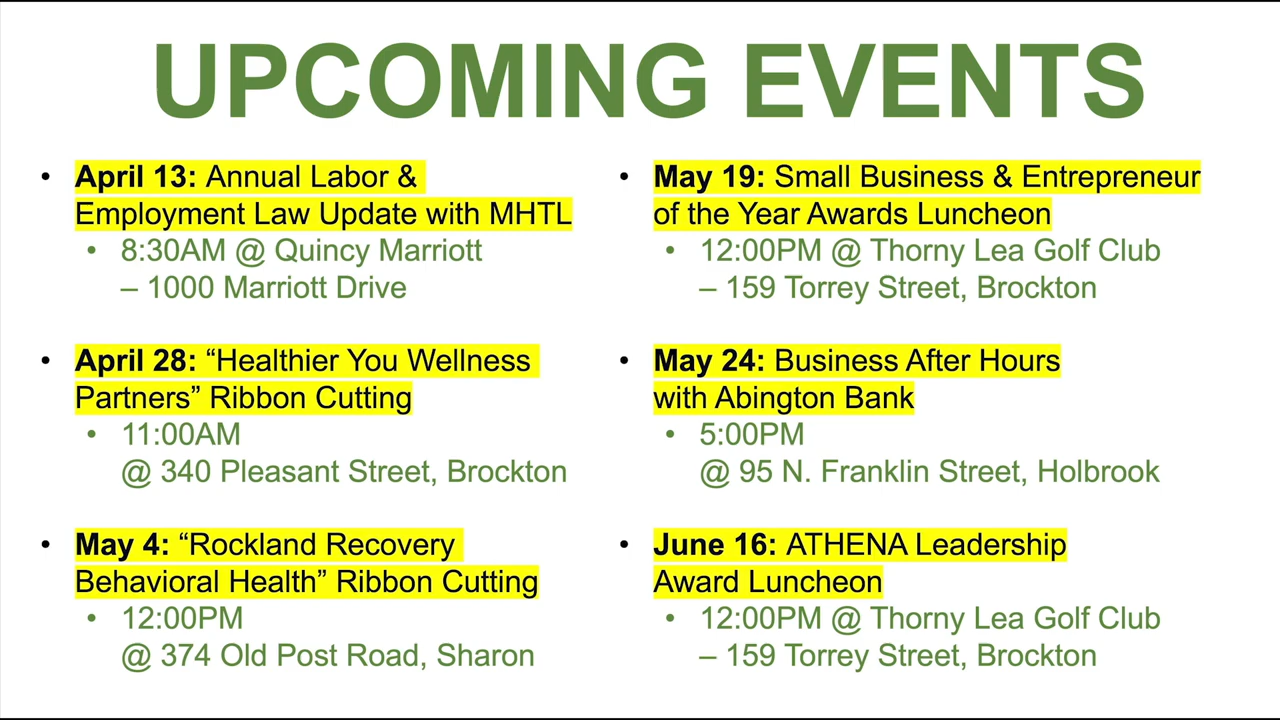 UPCOMING EVENTS
• April 13: Annual Labor &
Employment Law Update with MHTL
• 8:30AM @ Quincy Marriott
– 1000 Marriott Drive
• April 28: “Healthier You Wellness
Partners” Ribbon Cutting
• 11:00AM
@ 340 Pleasant Street, Brockton
• May 4: “Rockland Recovery
Behavioral Health” Ribbon Cutting
• 12:00PM
@ 374 Old Post Road, Sharon
• May 19: Small Business & Entrepreneur
of the Year Awards Luncheon
• 12:00PM @ Thorny Lea Golf Club
– 159 Torrey Street, Brockton
• May 24: Business After Hours
with Abington Bank
• 5:00PM
@ 95 N. Franklin Street, Holbrook
• June 16: ATHENA Leadership
Award Luncheon
• 12:00PM @ Thorny Lea Golf Club
– 159 Torrey Street, Brockton